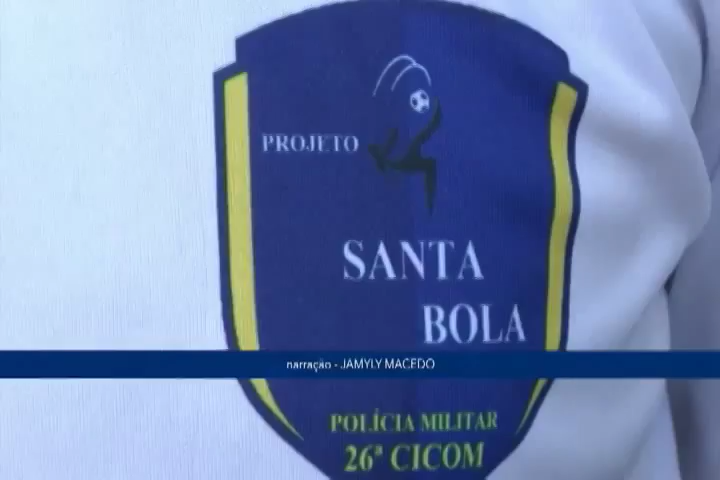 PROJETO
SANTA
BOLA
narração - JAMYLY MACEDO
POLÍCIA MILITAR
26ª CICOM